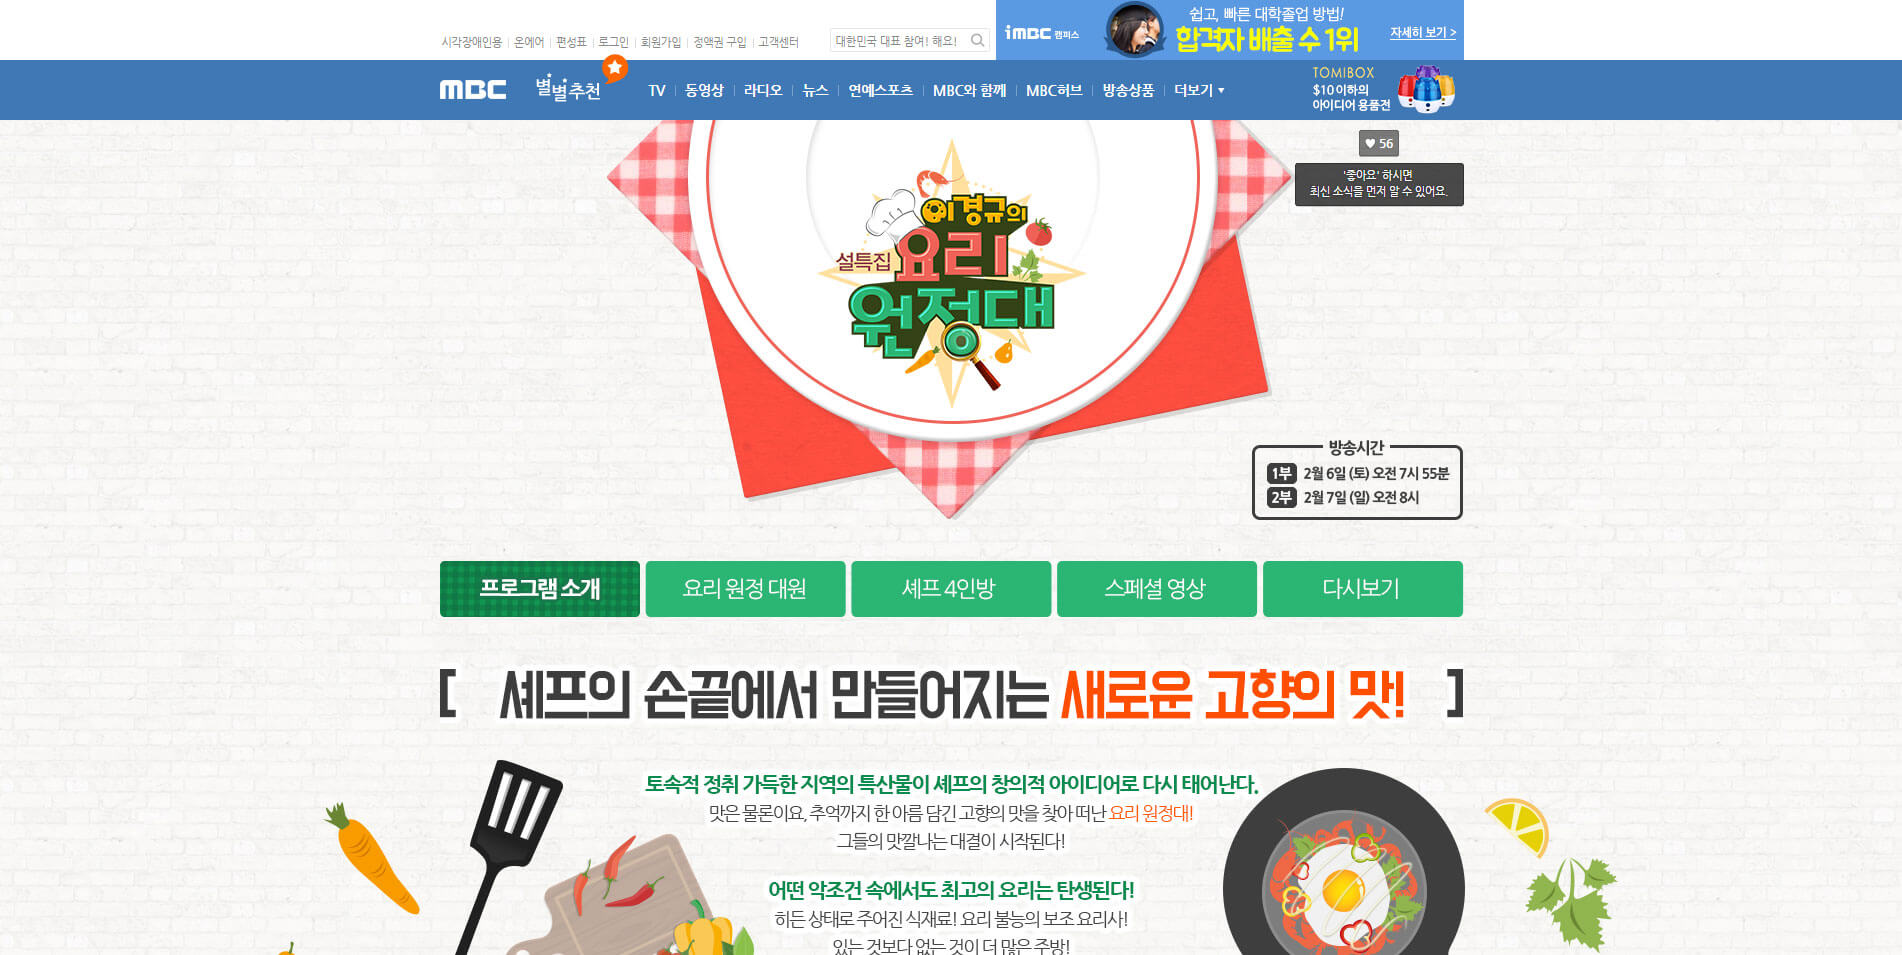 시각장애인용 온에어 편성표 로그인 회원가입 정액권 구입 고객센터
대한민국 대표 참여! 해요!
iMBC 캠퍼스
쉽고, 빠른 대학졸업 방법!
합격자 배출 수 1위
자세히 보기 >
MBC
별별추천
TV 동영상 라디오 뉴스 연예스포츠 MBC와 함께 MBC허브 방송상품 더보기
TOMIBOX
$10이하의
아이디어 용품전
♥ 56
'좋아요' 하시면
최신 소식을 먼저 알 수 있어요.
이경규의
설특집 요리
원정대
방송시간
1부 2월 6일 (토) 오전 7시 55분
2부 2월 7일 (일) 오전 8시
프로그램 소개 요리 원정 대원 셰프 4인방 스페셜 영상 다시보기
[ 셰프의 손끝에서 만들어지는 새로운 고향의 맛! ]
토속적 정취 가득한 지역의 특산물이 셰프의 창의적 아이디어로 다시 태어난다.
맛은 물론이요, 추억까지 한 아름 담긴 고향의 맛을 찾아 떠난 요리 원정대!
그들의 맛깔나는 대결이 시작된다!
어떤 악조건 속에서도 최고의 요리는 탄생된다!
히든 상태로 주어진 식재료! 요리 불능의 보조 요리사!
있는 것보다 없는 것이 더 많은 주방!